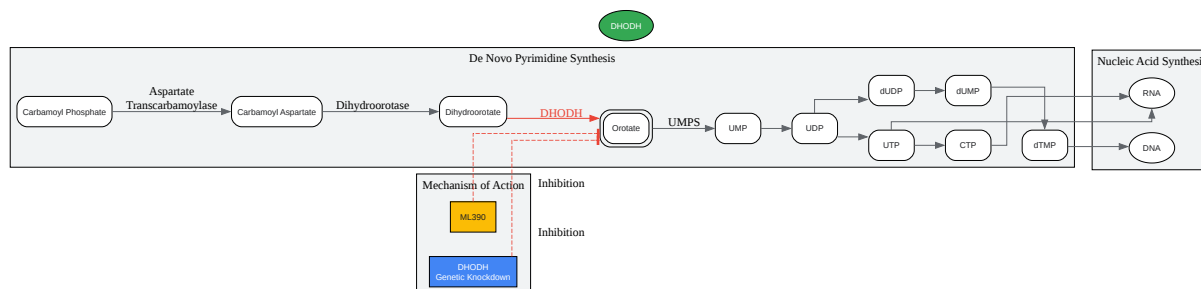 DHODH
De Novo Pyrimidine Synthesis
Nucleic Acid Synthesi
Carbamoyl Phosphate
Aspartate
Transcarbamoylase
Carbamoyl Aspartate
Dihydroorotase
Dihydroorotate
DHODH
Orotate
UMPS
UMP
UDP
dUDP
dUMP
UTP
CTP
dTMP
RNA
DNA
Mechanism of Action
Inhibition
ML390
Inhibition
DHODH
Genetic Knockdown